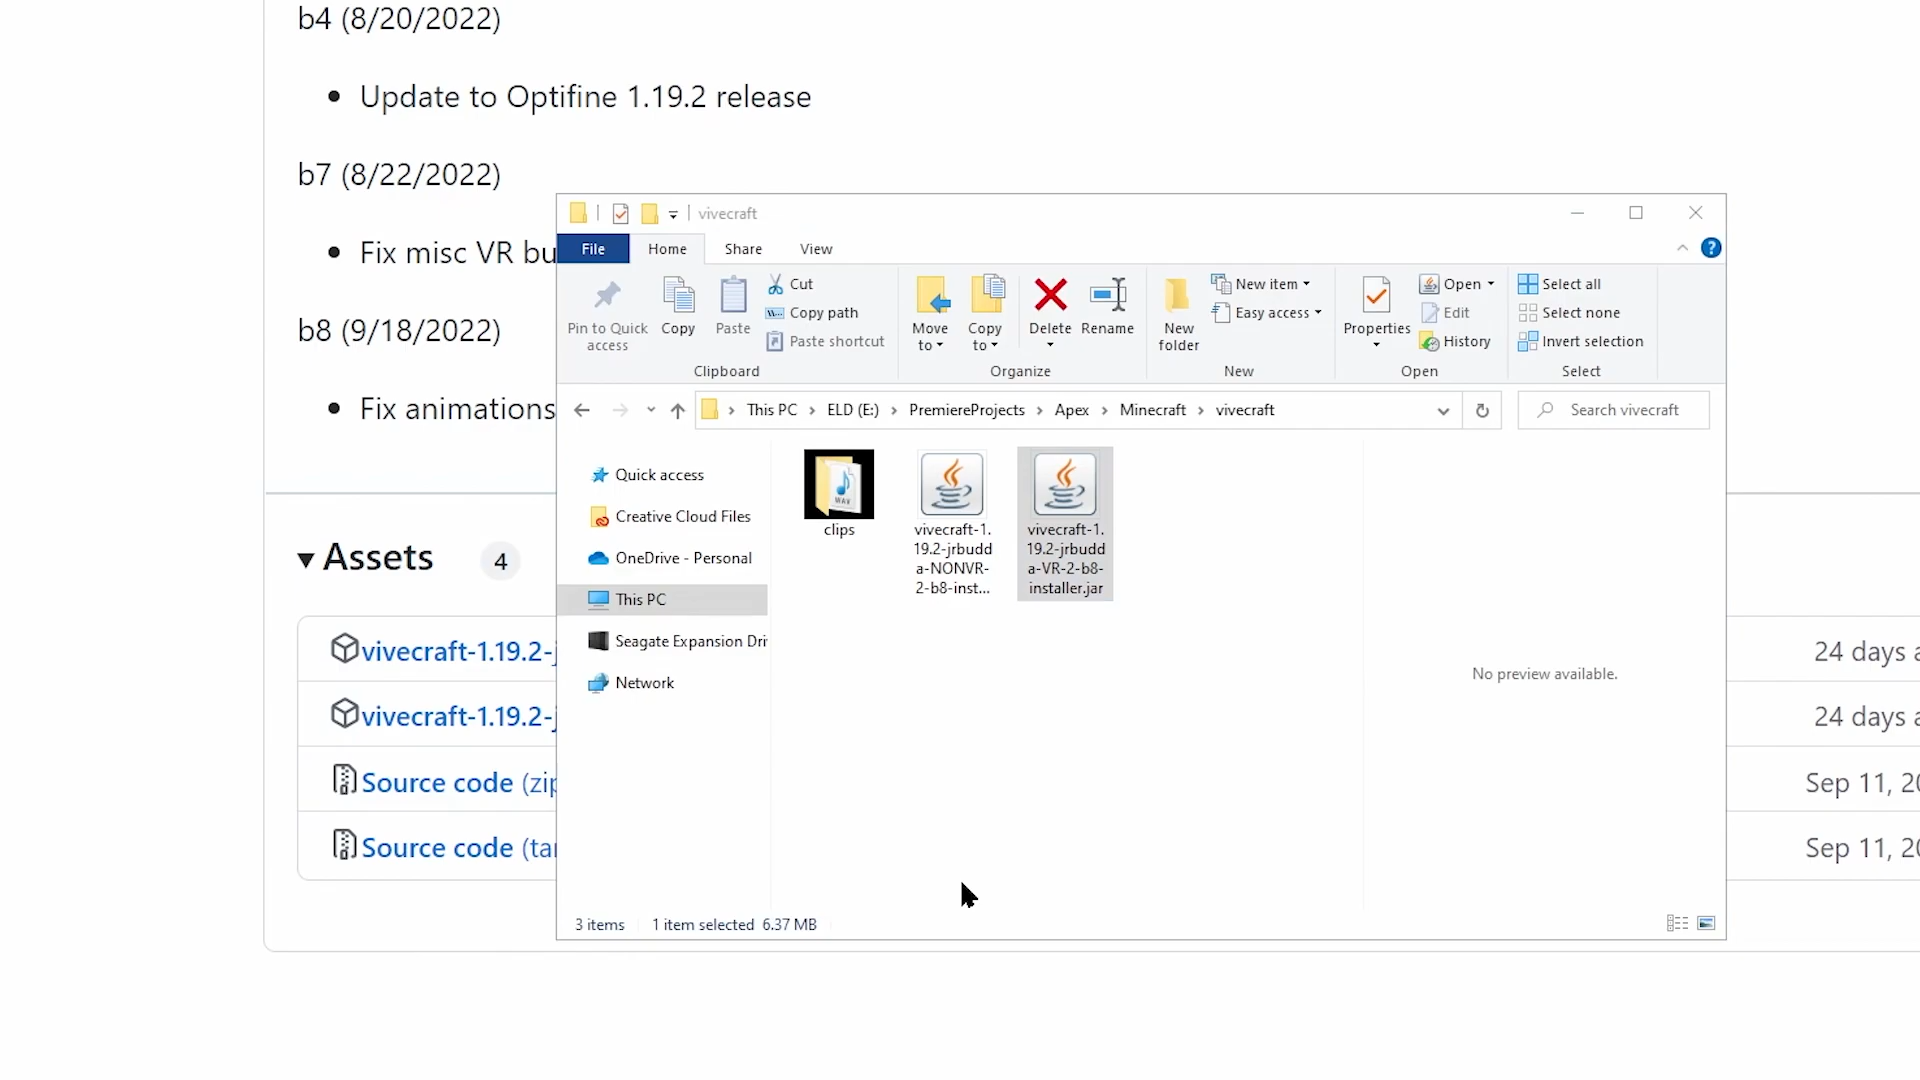 b4 (8/20/2022)
Update to Optifine 1.19.2 release
b7 (8/22/2022)
Fix misc VR bu
b8 (9/18/2022)
Fix animations
Assets 4
vivecraft-1.19.2-j
24 days a
vivecraft-1.19.2-j
24 days a
Source code (zip
Sep 11, 20
Source code (tar
Sep 11, 20
vivecraft
File Home Share View
Pin to Quick access
Copy
Paste
Cut
Copy path
Paste shortcut
Clipboard
Move to
Copy to
Delete
Rename
Organize
New folder
New item
Easy access
New
Properties
Open
Edit
History
Open
Select all
Select none
Invert selection
Select
This PC > ELD (E:) > PremiereProjects > Apex > Minecraft > vivecraft
Search vivecraft
Quick access
Creative Cloud Files
OneDrive - Personal
This PC
Seagate Expansion Dri
Network
WAV
clips
vivecraft-1.
19.2-jrbudd
a-NONVR-
2-b8-inst...
vivecraft-1.
19.2-jrbudd
a-VR-2-b8-
installer.jar
No preview available.
3 items 1 item selected 6.37 MB